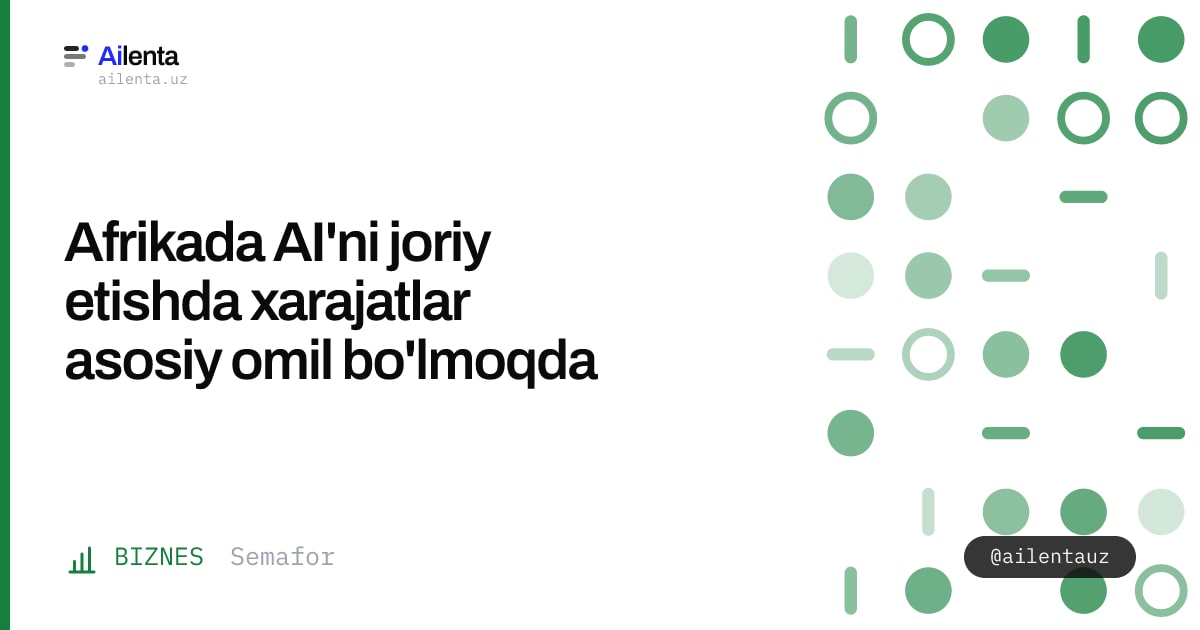 Ailenta
ailenta.uz
Afrikada AI'ni joriy
etishda xarajatlar
asosiy omil bo'lmoqda
BIZNES Semafor
@ailentauz